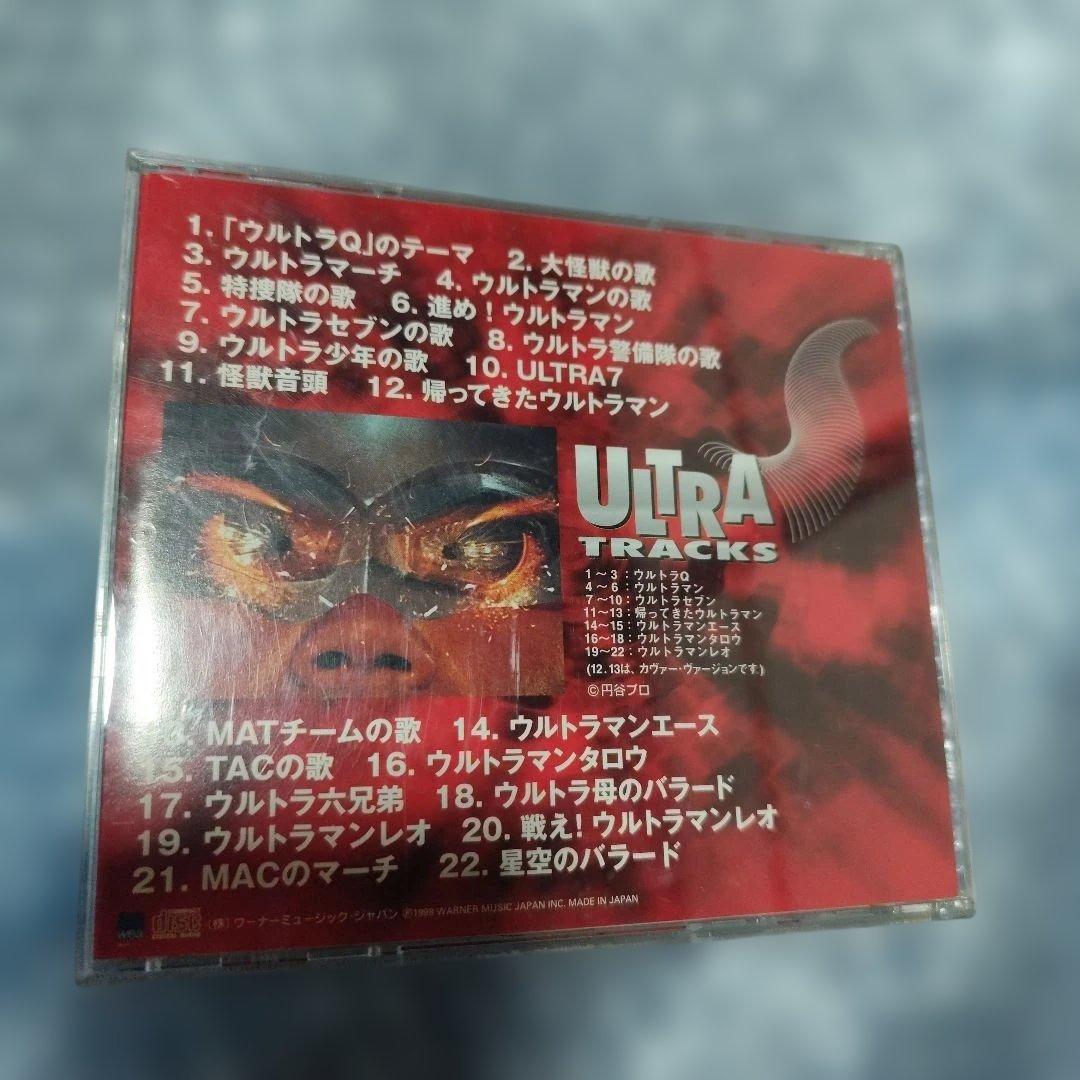 1. 「ウルトラQ」のテーマ 2. 大怪獣の歌
3. ウルトラマーチ 4. ウルトラマンの歌
5. 特捜隊の歌 6. 進め!ウルトラマン
7. ウルトラセブンの歌 8. ウルトラ警備隊の歌
9. ウルトラ少年の歌 10. ULTRA7
11. 怪獣音頭 12. 帰ってきたウルトラマン
ULTRA
TRACKS
1~3:ウルトラQ
4~6:ウルトラマン
7~10:ウルトラセブン
11~13:帰ってきたウルトラマン
14~15:ウルトラマンエース
16~18:ウルトラマンタロウ
19~22:ウルトラマンレオ
(12.13は、カヴァー・ヴァージョンです)
©円谷プロ
MATチームの歌 14. ウルトラマンエース
15. TACの歌 16. ウルトラマンタロウ
17. ウルトラ六兄弟 18. ウルトラ母のバラード
19. ウルトラマンレオ 20. 戦え!ウルトラマンレオ
21. MACのマーチ 22. 星空のバラード
(株)ワーナーミュージック・ジャパン ℗1998 WARNER MUSIC JAPAN INC. MADE IN JAPAN